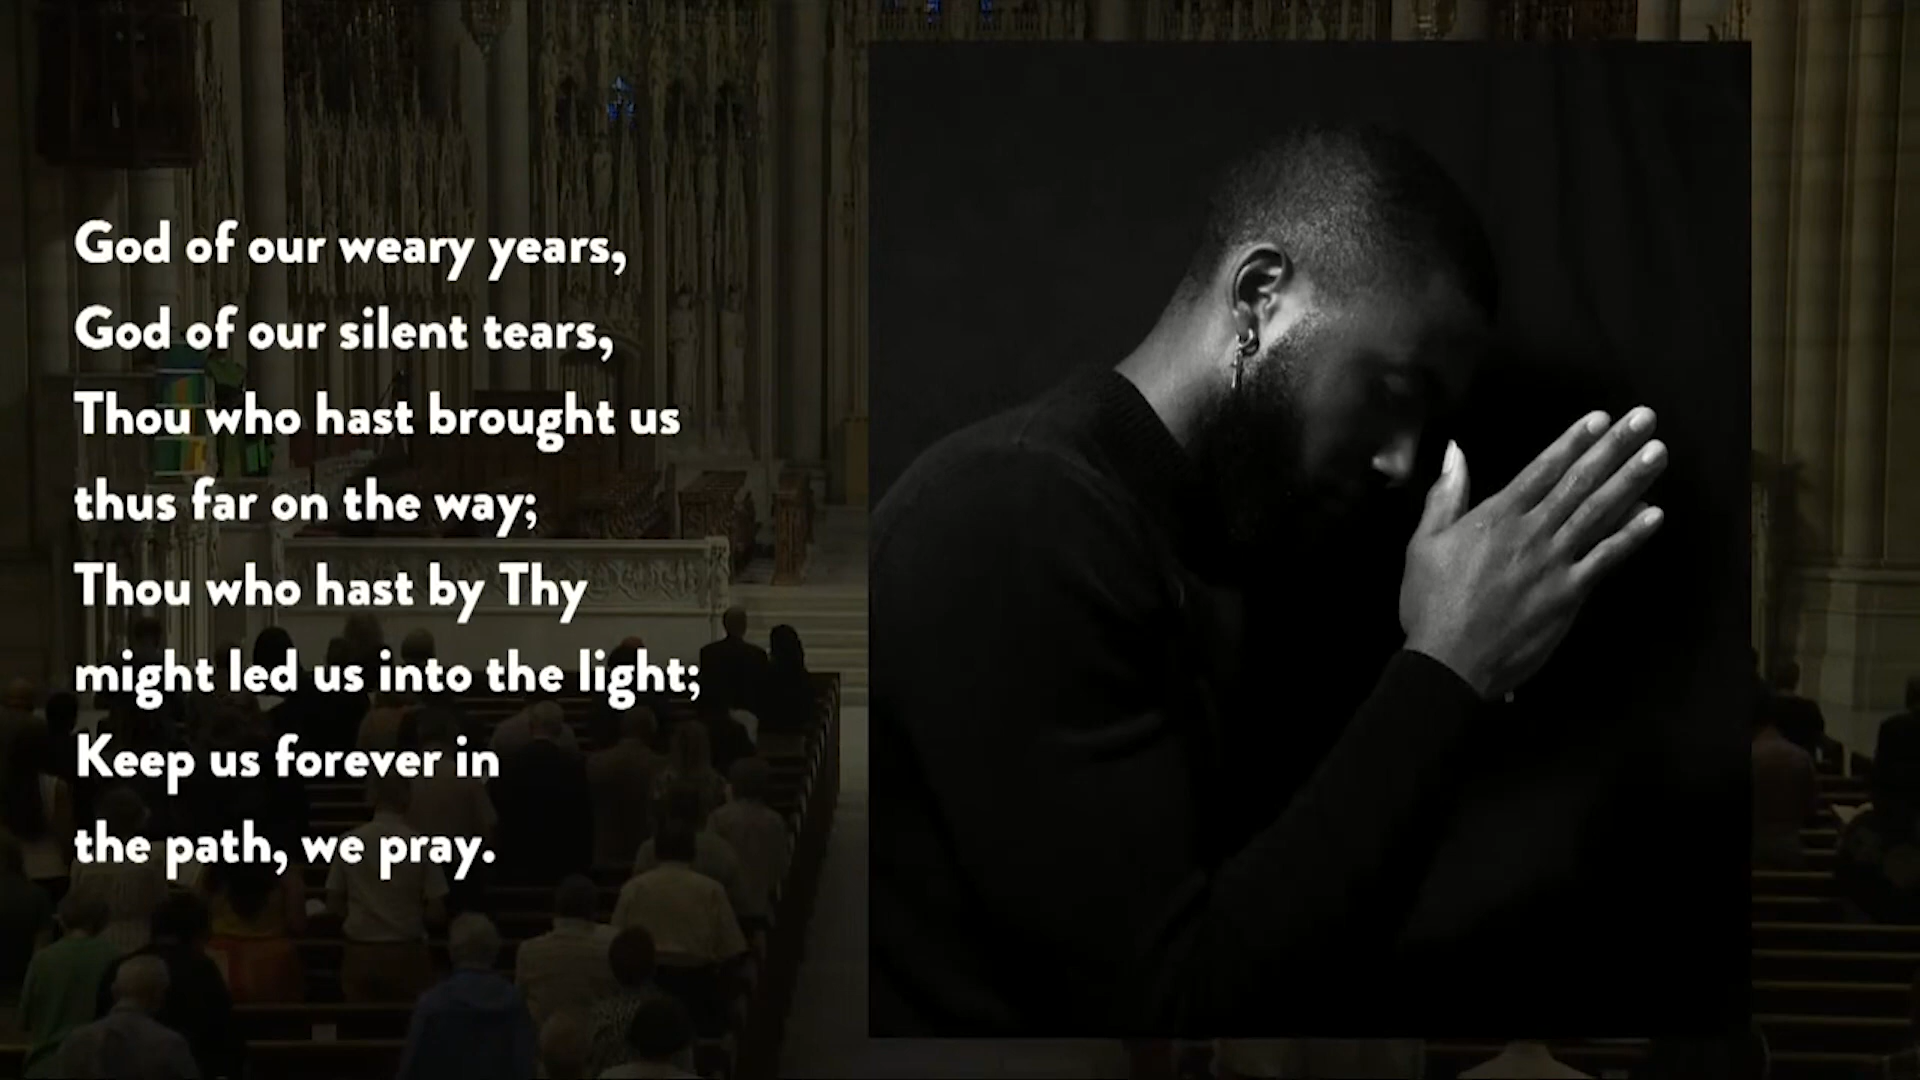 God of our weary years,
God of our silent tears,
Thou who hast brought us
thus far on the way;
Thou who hast by Thy
might led us into the light;
Keep us forever in
the path, we pray.